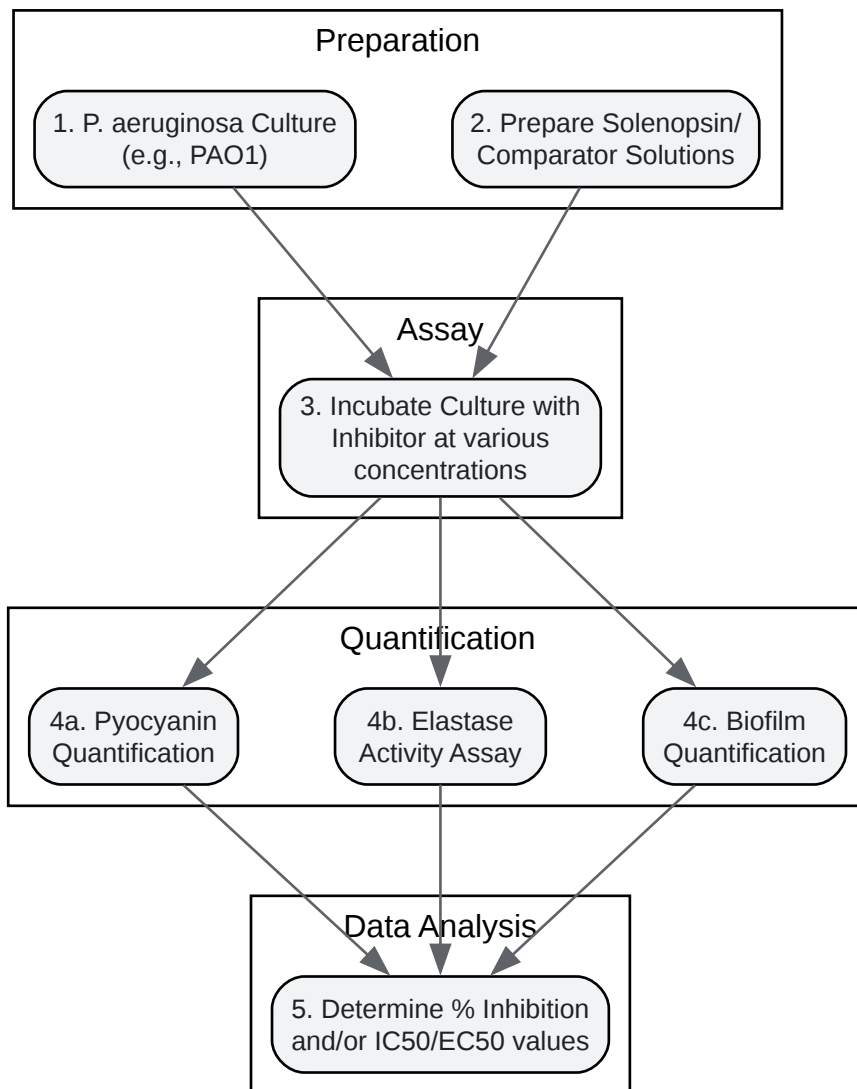 Preparation
1. P. aeruginosa Culture
(e.g., PAO1)
2. Prepare Solenopsin/
Comparator Solutions
Assay
3. Incubate Culture with
Inhibitor at various
concentrations
Quantification
4a. Pyocyanin
Quantification
4b. Elastase
Activity Assay
4c. Biofilm
Quantification
Data Analysis
5. Determine % Inhibition
and/or IC50/EC50 values